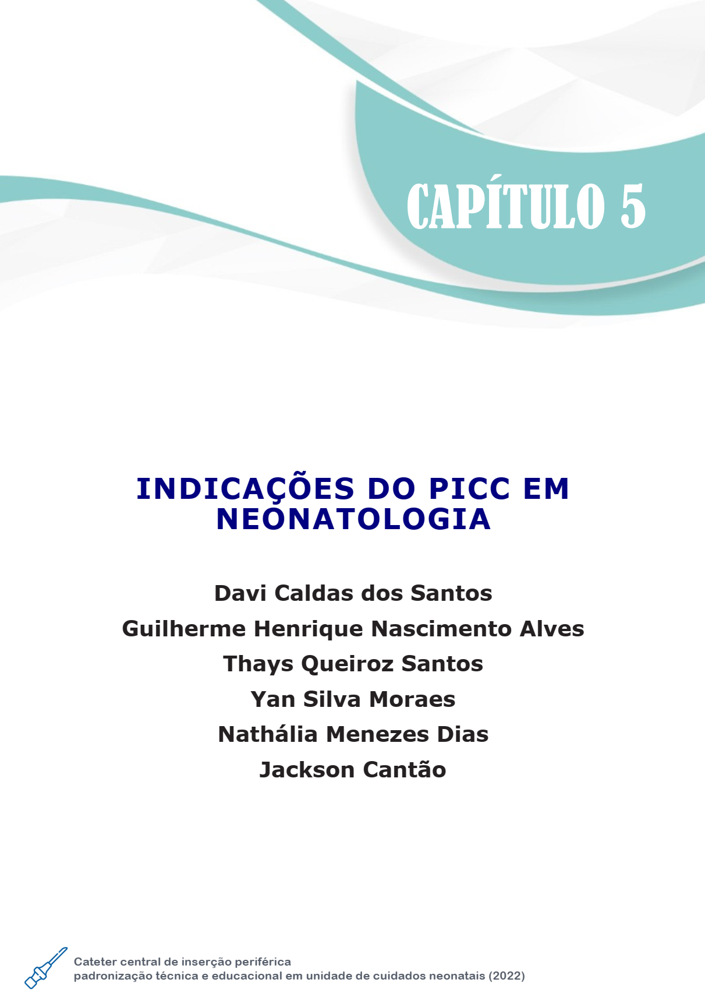 CAPÍTULO 5
INDICAÇÕES DO PICC EM
NEONATOLOGIA
Davi Caldas dos Santos
Guilherme Henrique Nascimento Alves
Thays Queiroz Santos
Yan Silva Moraes
Nathália Menezes Dias
Jackson Cantão
Cateter central de inserção periférica
padronização técnica e educacional em unidade de cuidados neonatais (2022)